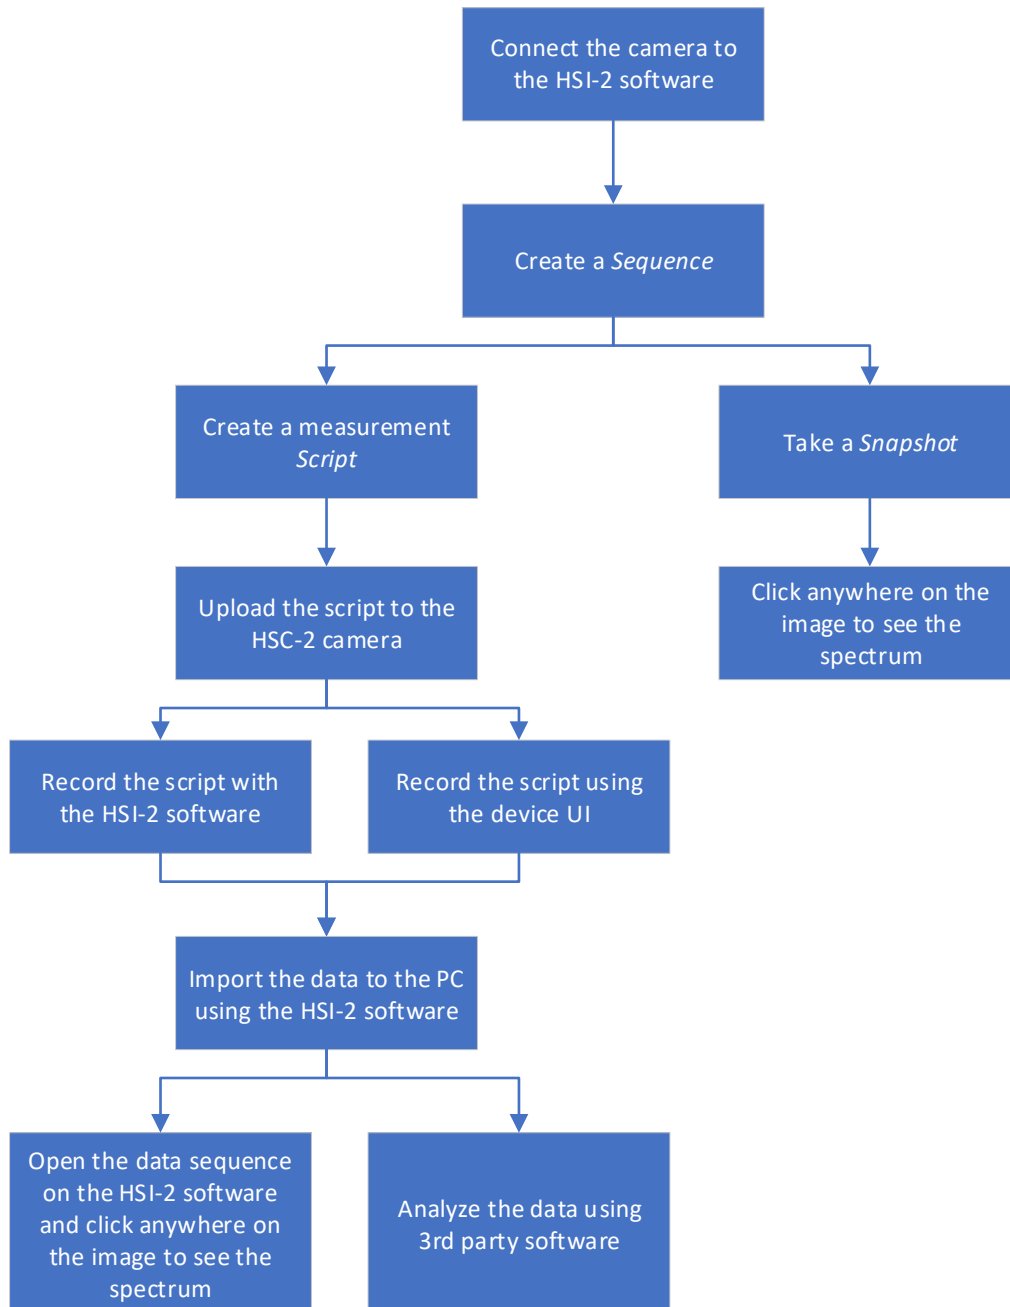 Connect the camera to
the HSI-2 software
Create a Sequence
Create a measurement
Script
Take a Snapshot
Upload the script to the
HSC-2 camera
Click anywhere on the
image to see the
spectrum
Record the script with
the HSI-2 software
Record the script using
the device UI
Import the data to the PC
using the HSI-2 software
Open the data sequence
on the HSI-2 software
and click anywhere on
the image to see the
spectrum
Analyze the data using
3rd party software